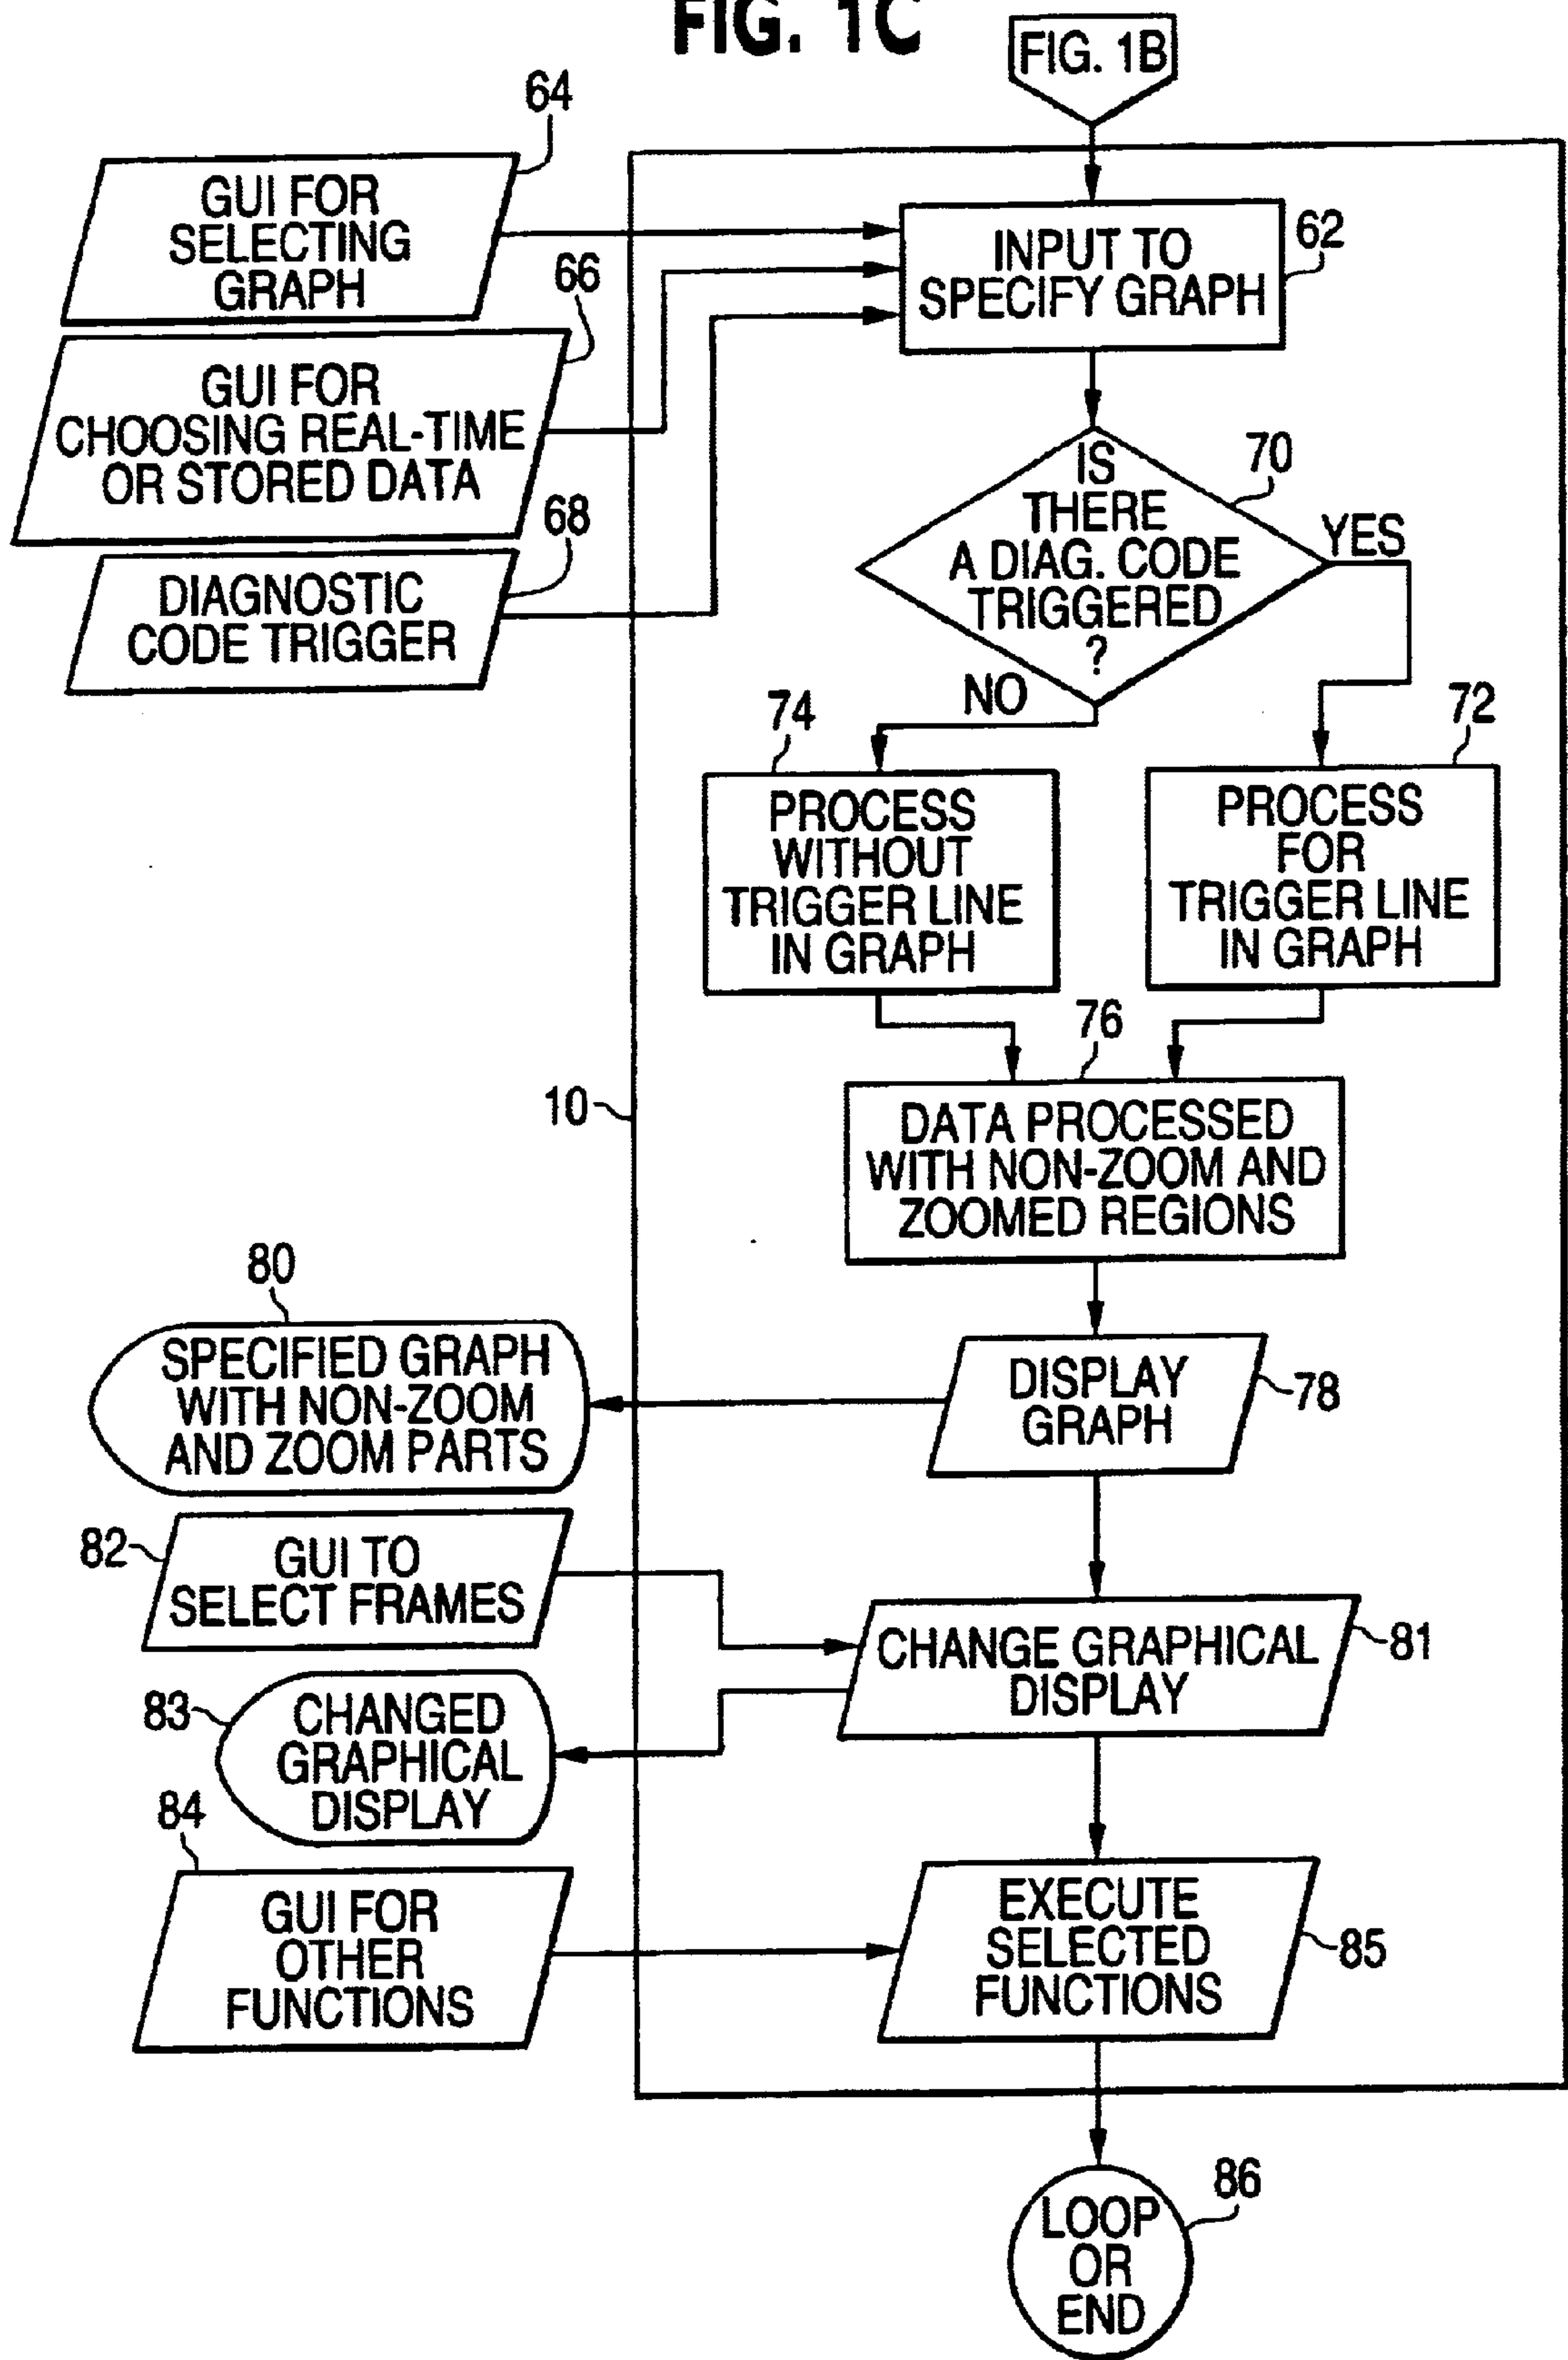 FIG. 1C
FIG. 1B
64
GUI FOR
SELECTING
GRAPH
66
GUI FOR
CHOOSING REAL-TIME
OR STORED DATA
68
DIAGNOSTIC
CODE TRIGGER
INPUT TO
SPECIFY GRAPH
62
IS
THERE
A DIAG. CODE
TRIGGERED
?
70
YES
NO
74
PROCESS
WITHOUT
TRIGGER LINE
IN GRAPH
72
PROCESS
FOR
TRIGGER LINE
IN GRAPH
76
10
DATA PROCESSED
WITH NON-ZOOM AND
ZOOMED REGIONS
80
SPECIFIED GRAPH
WITH NON-ZOOM
AND ZOOM PARTS
DISPLAY
GRAPH
78
82
GUI TO
SELECT FRAMES
CHANGE GRAPHICAL
DISPLAY
81
83
CHANGED
GRAPHICAL
DISPLAY
84
GUI FOR
OTHER
FUNCTIONS
EXECUTE
SELECTED
FUNCTIONS
85
86
LOOP
OR
END